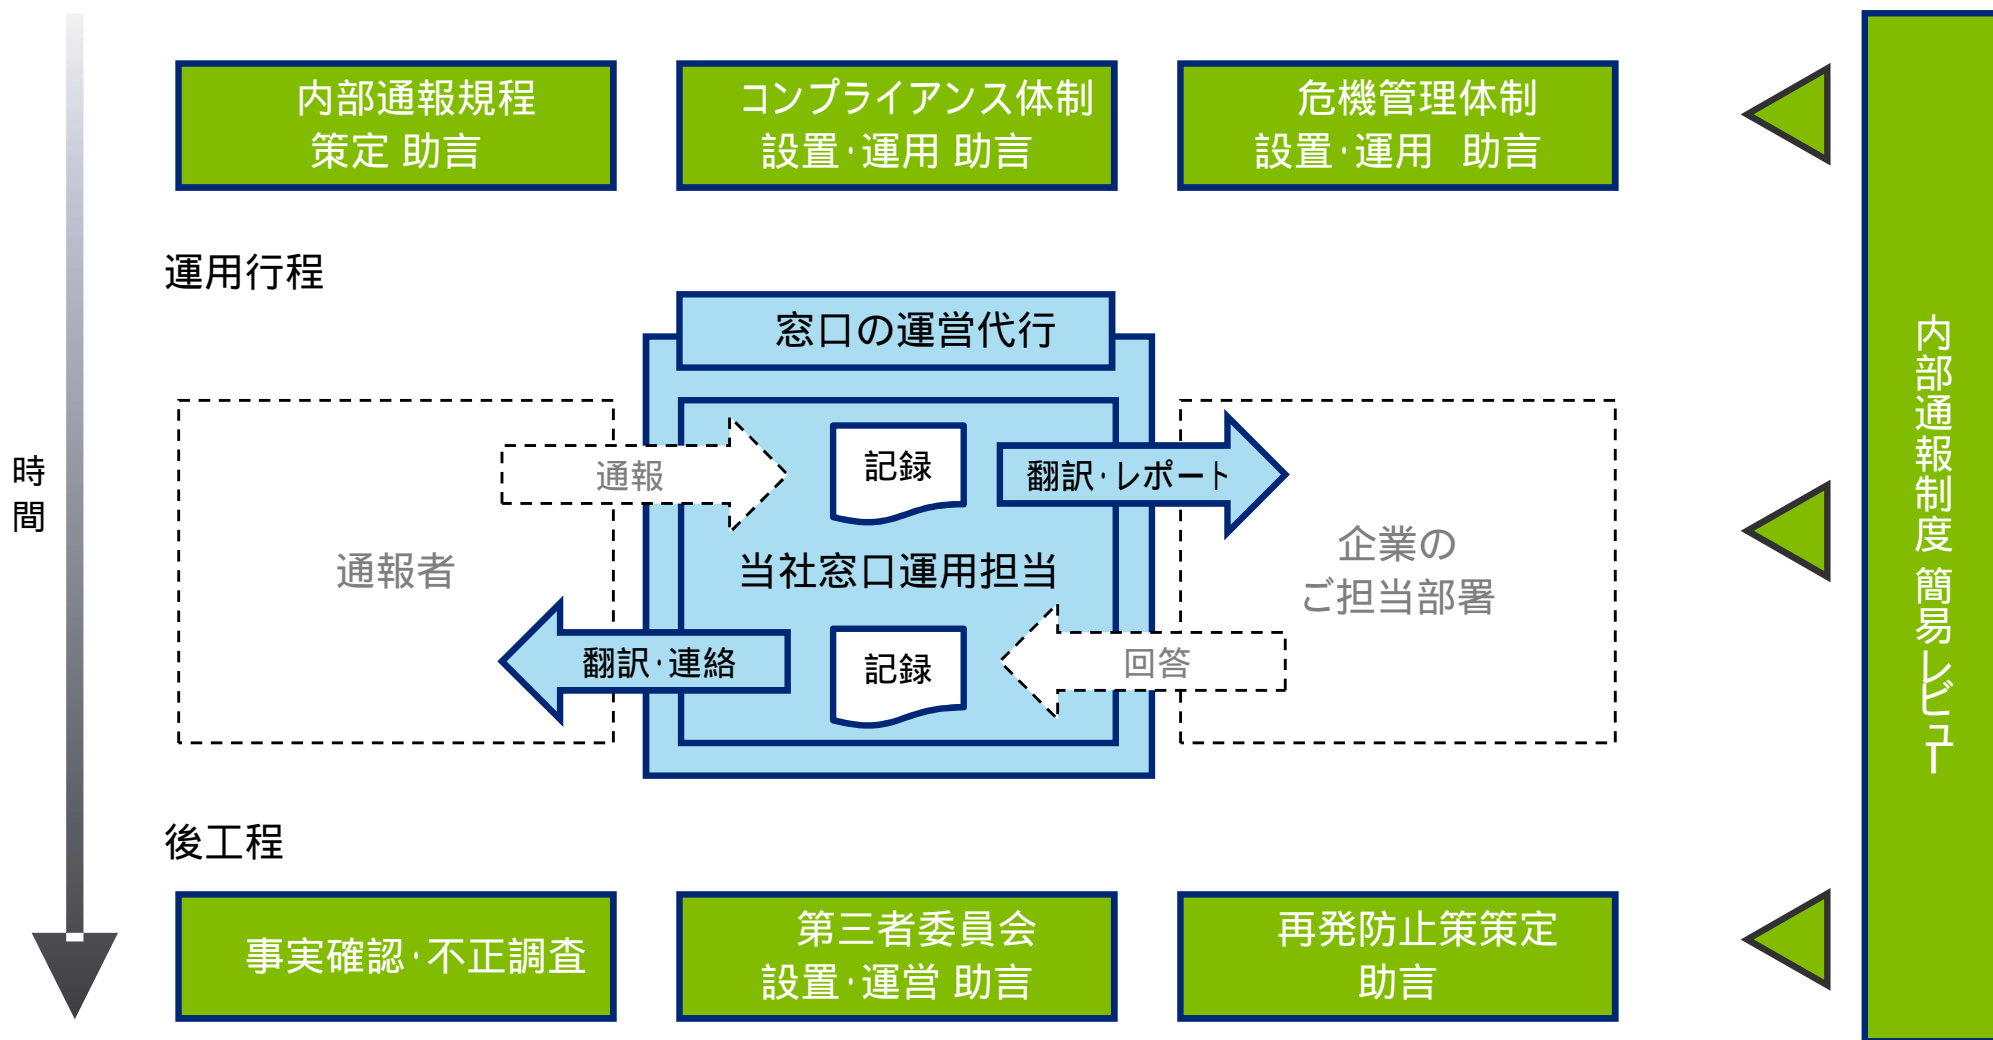 内部通報規程
策定 助言
コンプライアンス体制
設置・運用 助言
危機管理体制
設置・運用 助言
運用行程
窓口の運営代行
時
間
通報
記録
翻訳・レポート
通報者
当社窓口運用担当
企業の
ご担当部署
翻訳・連絡
記録
回答
後工程
事実確認・不正調査
第三者委員会
設置・運営 助言
再発防止策策定
助言
内部通報制度 簡易レビュー